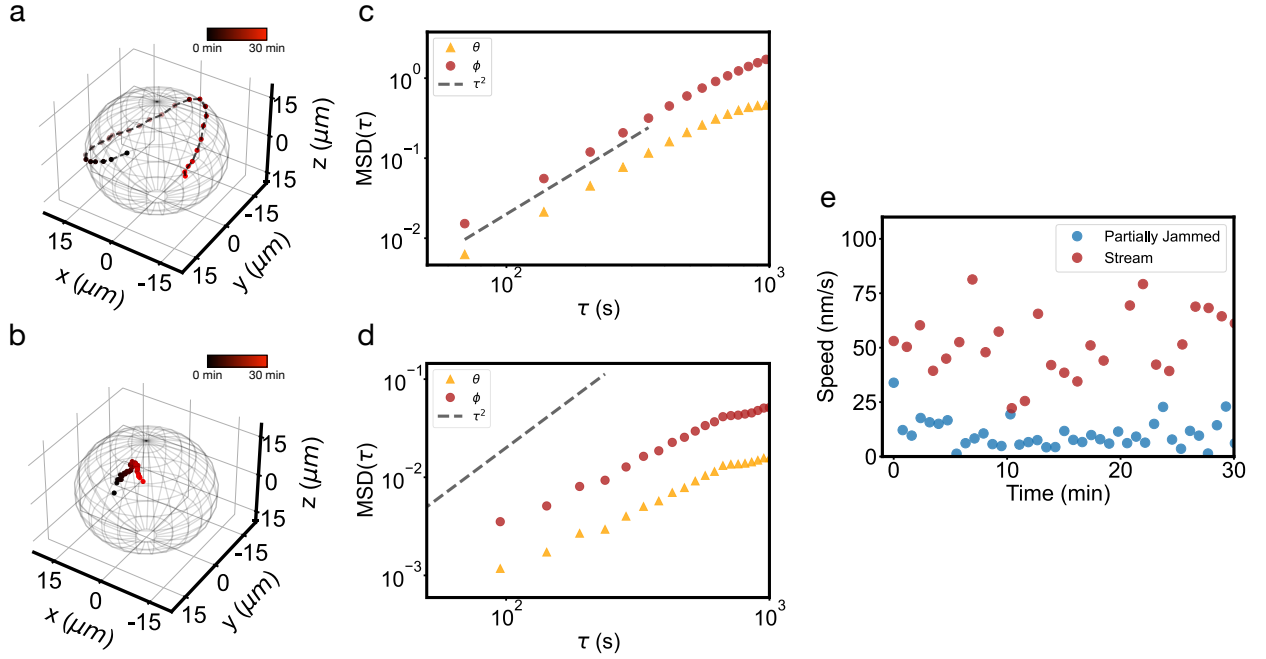 a
0 min 30 min
15
0
-15
z (μm)
15
0
-15
x (μm)
-15
0
15
y (μm)
b
0 min 30 min
15
0
15
z (μm)
15
0
-15
x (μm)
-15
0
15
y (μm)
c
θ
ϕ
τ²
10⁰
10⁻¹
10⁻²
MSD(τ)
10² 10³
τ (s)
d
θ
ϕ
τ²
10⁻¹
10⁻²
10⁻³
MSD(τ)
10² 10³
τ (s)
e
Partially Jammed
Stream
100
75
50
25
0
Speed (nm/s)
0 10 20 30
Time (min)